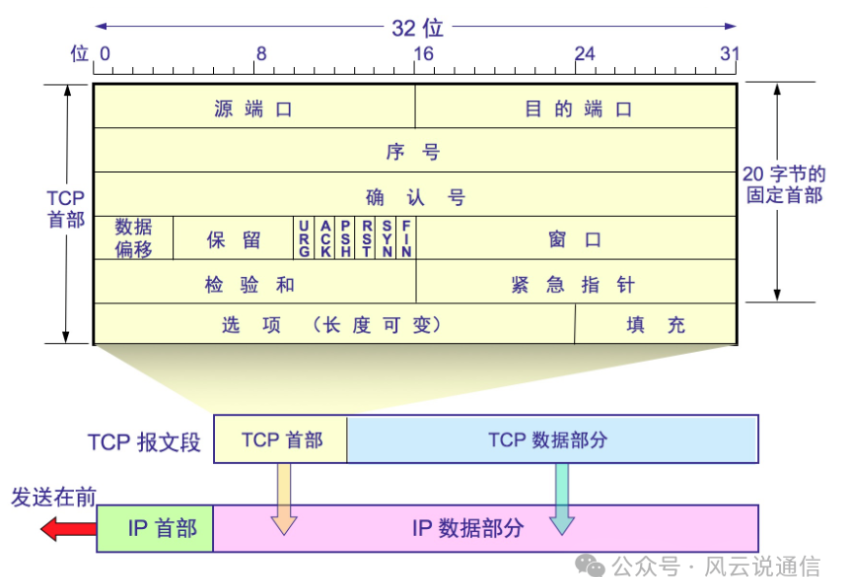 32 位
位 0 8 16 24 31
源 端 口 目 的 端 口
序 号
确 认 号
TCP
首部
20 字节的
固定首部
数据
偏移
保 留
URG
ACK
PSH
RST
SYN
FIN
窗 口
检 验 和 紧 急 指 针
选 项 （长 度 可 变） 填 充
TCP 报文段 TCP 首部 TCP 数据部分
发送在前
IP 首部 IP 数据部分
公众号 · 风云说通信